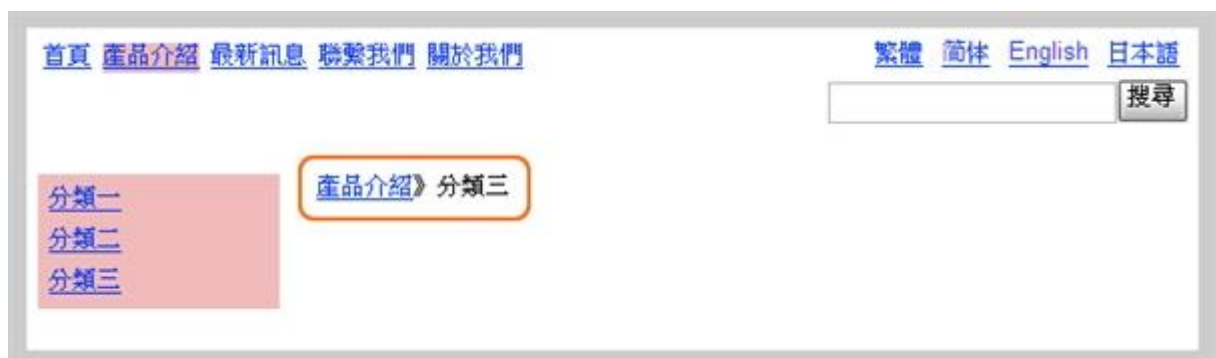 首頁 產品介紹 最新訊息 聯繫我們 關於我們
繁體 简体 English 日本語
搜尋
產品介紹》分類三
分類一
分類二
分類三